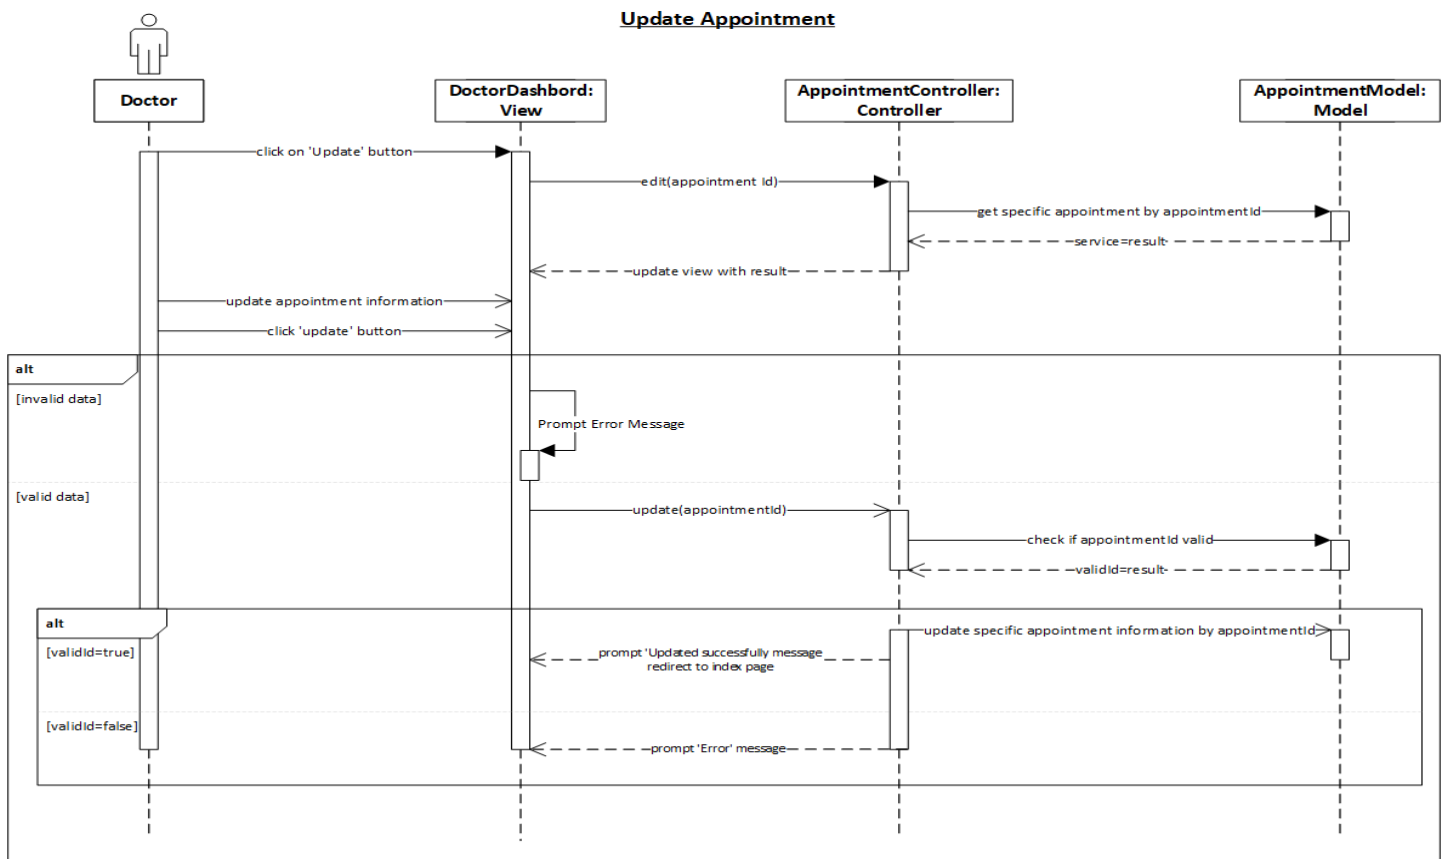 Update Appointment
Doctor
DoctorDashbord:
View
AppointmentController:
Controller
AppointmentModel:
Model
click on 'Update' button
edit(appointment Id)
get specific appointment by appointmentId
service=result
update view with result
update appointment information
click 'update' button
alt
[invalid data]
Prompt Error Message
[valid data]
update(appointmentId)
check if appointmentId valid
validId=result
alt
update specific appointment information by appointmentId
[validId=true]
prompt 'Updated successfully message
redirect to index page
[validId=false]
prompt 'Error' message